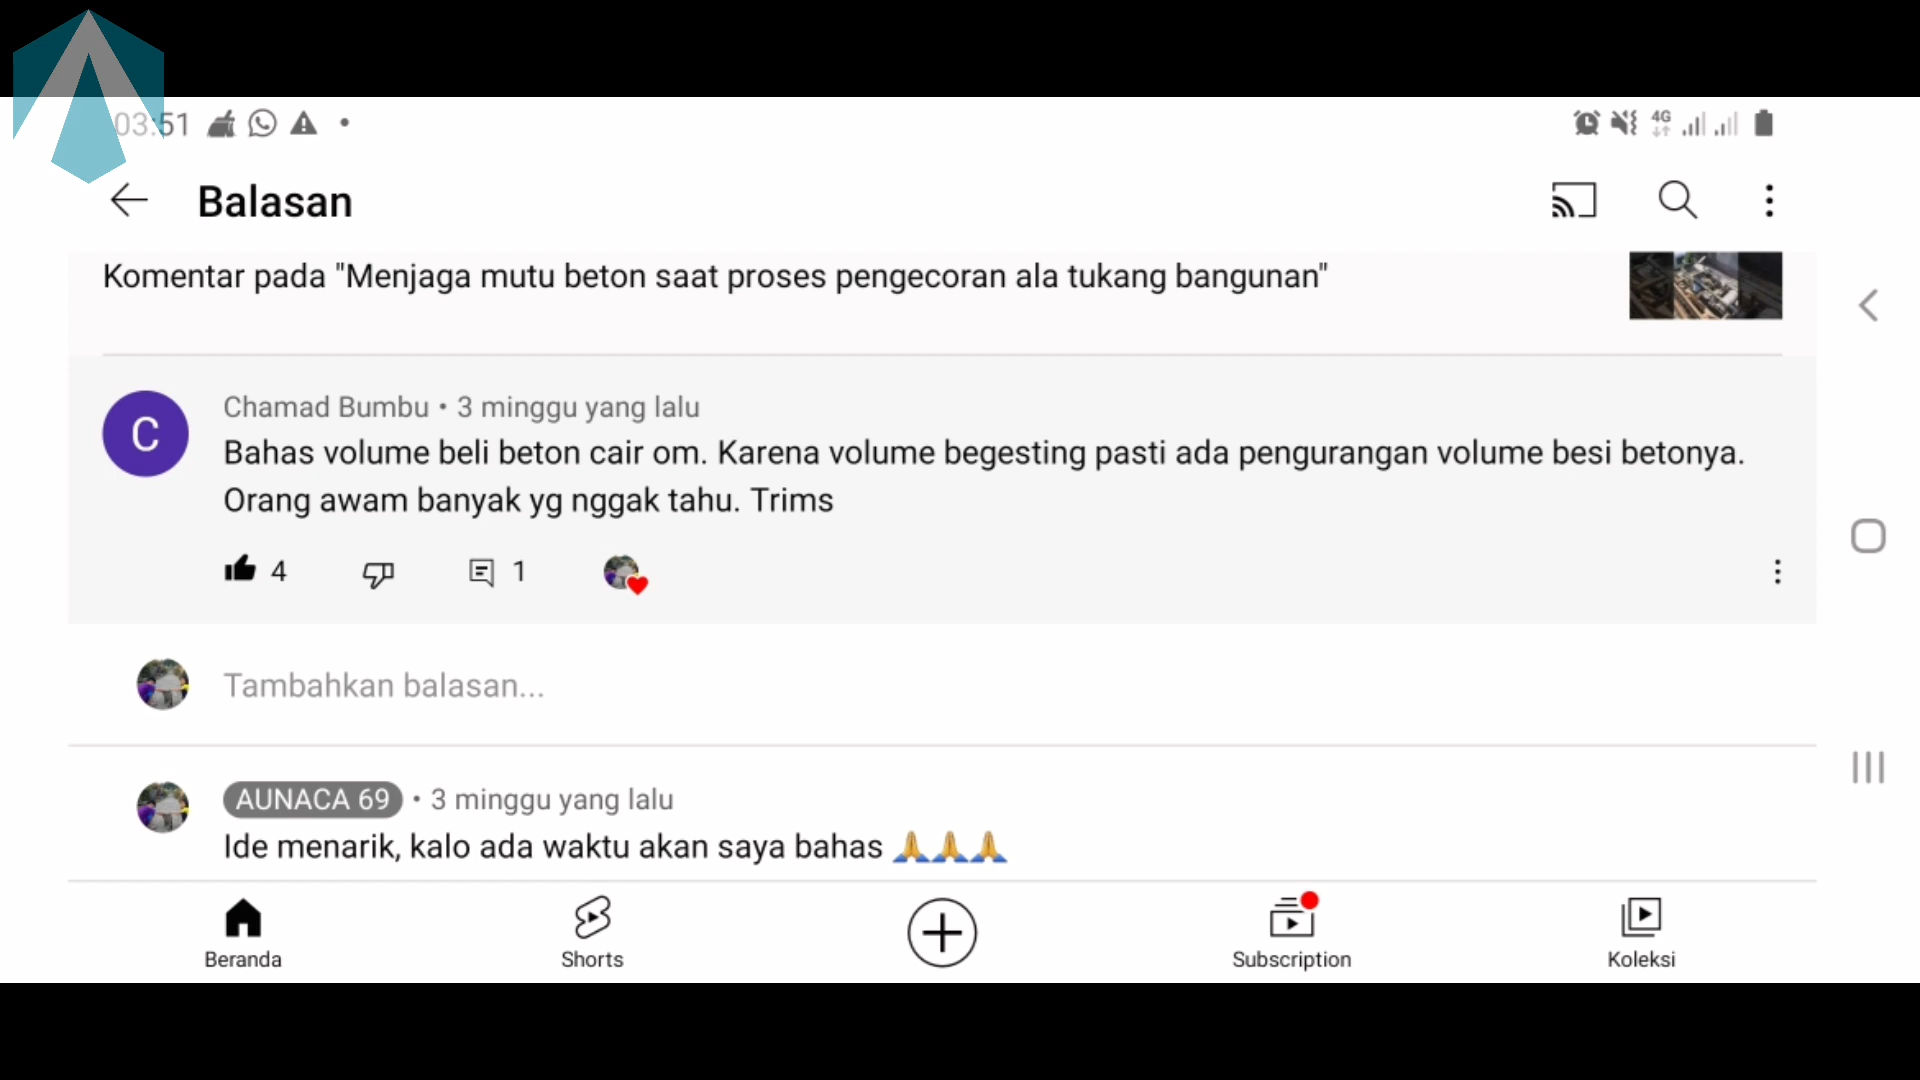 03:51
4G
Balasan
Komentar pada "Menjaga mutu beton saat proses pengecoran ala tukang bangunan"
C
Chamad Bumbu • 3 minggu yang lalu
Bahas volume beli beton cair om. Karena volume begesting pasti ada pengurangan volume besi betonya.
Orang awam banyak yg nggak tahu. Trims
4
1
Tambahkan balasan...
AUNACA 69 • 3 minggu yang lalu
Ide menarik, kalo ada waktu akan saya bahas 🙏🙏🙏
Beranda
Shorts
Subscription
Koleksi